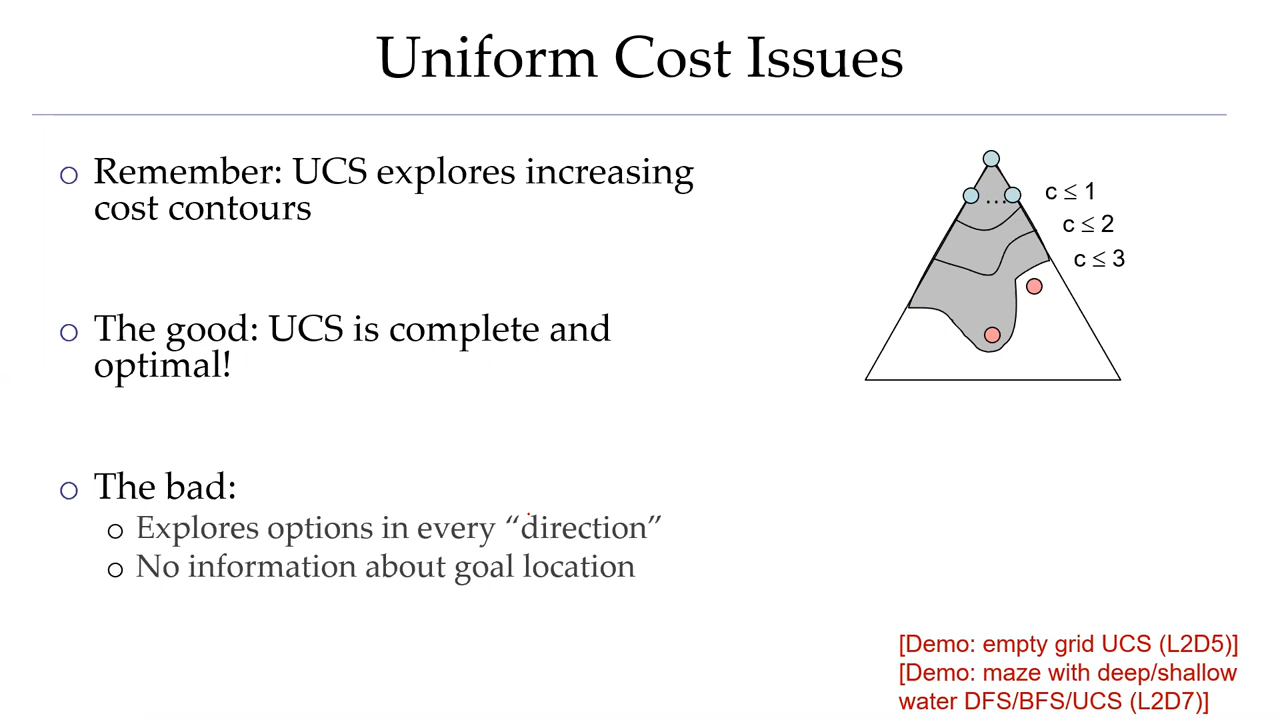 Uniform Cost Issues
Remember: UCS explores increasing
cost contours
The good: UCS is complete and
optimal!
The bad:
Explores options in every “direction”
No information about goal location
...
c ≤ 1
c ≤ 2
c ≤ 3
[Demo: empty grid UCS (L2D5)]
[Demo: maze with deep/shallow
water DFS/BFS/UCS (L2D7)]